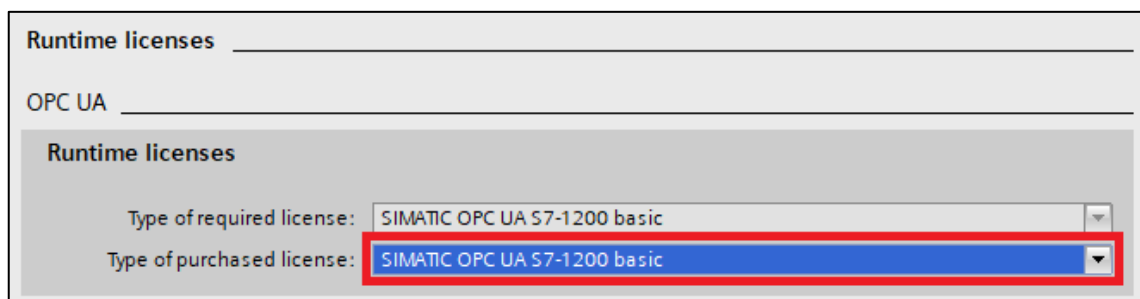 Runtime licenses
OPC UA
Runtime licenses
Type of required license: SIMATIC OPC UA S7-1200 basic
Type of purchased license: SIMATIC OPC UA S7-1200 basic